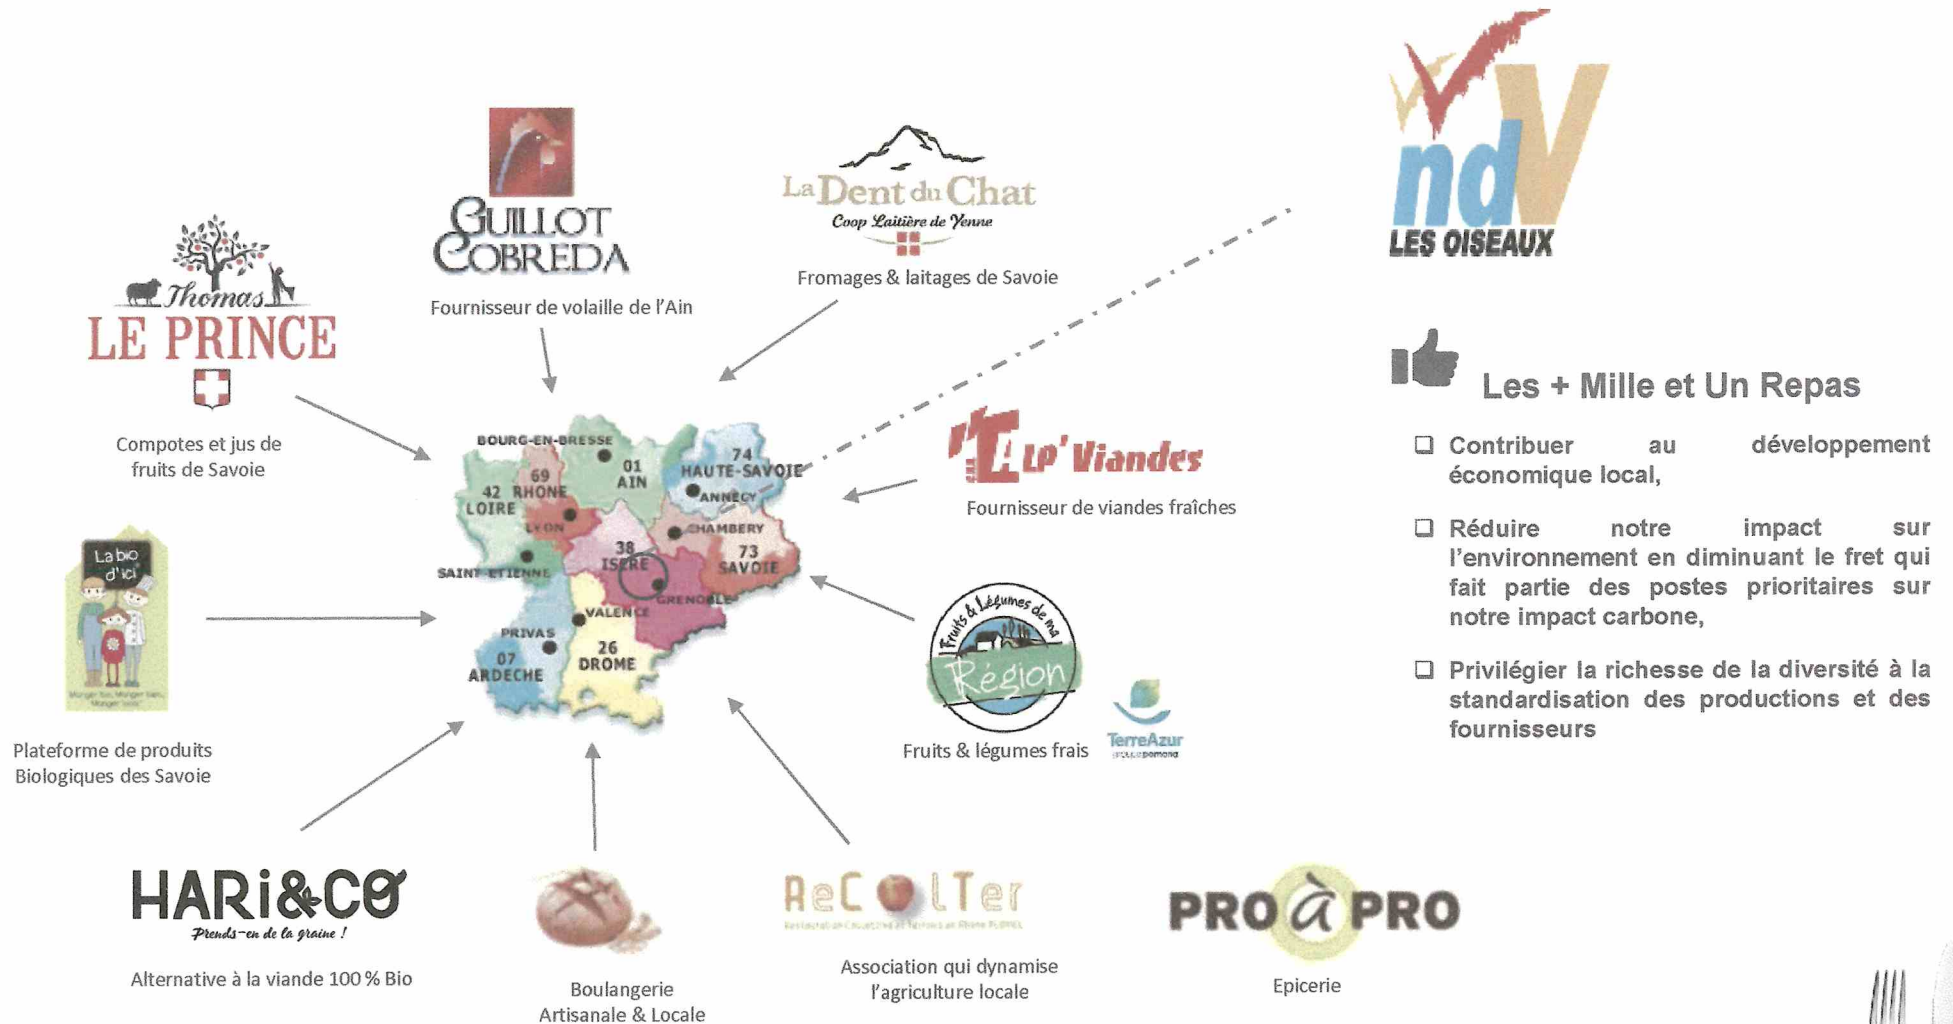 GUILLOT
COBREDA
Fournisseur de volaille de l'Ain
La Dent du Chat
Coop Laitière de Yenne
Fromages & laitages de Savoie
ndV
LES OISEAUX
Thomas
LE PRINCE
Compotes et jus de
fruits de Savoie
La bio
d'ici
Plateforme de produits
Biologiques des Savoie
BOURG-EN-BRESSE
01
AIN
74
HAUTE-SAVOIE
ANNECY
69
RHONE
42
LOIRE
LYON
CHAMBERY
73
SAVOIE
38
ISERE
SAINT-ETIENNE
GRENOBLE
VALENCE
PRIVAS
07
ARDECHE
26
DROME
ALP' Viandes
Fournisseur de viandes fraîches
Fruits & Légumes de ma
Région
Fruits & légumes frais
TerreAzur
Les + Mille et Un Repas
❑ Contribuer au développement
économique local,
❑ Réduire notre impact sur
l'environnement en diminuant le fret qui
fait partie des postes prioritaires sur
notre impact carbone,
❑ Privilégier la richesse de la diversité à la
standardisation des productions et des
fournisseurs
HARi&CO
Prends-en de la graine !
Alternative à la viande 100 % Bio
Boulangerie
Artisanale & Locale
ReColTer
Association qui dynamise
l'agriculture locale
PRO à PRO
Epicerie